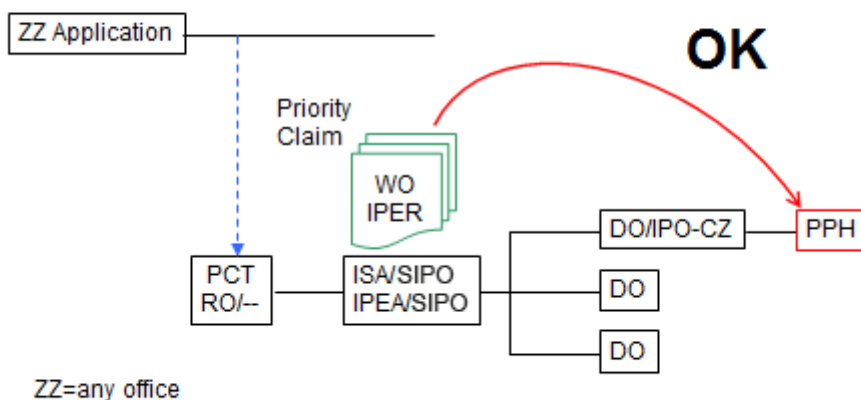 ZZ Application
OK
Priority
Claim
WO
IPER
DO/IPO-CZ
PPH
PCT
RO/--
ISA/SIPO
IPEA/SIPO
DO
DO
ZZ=any office